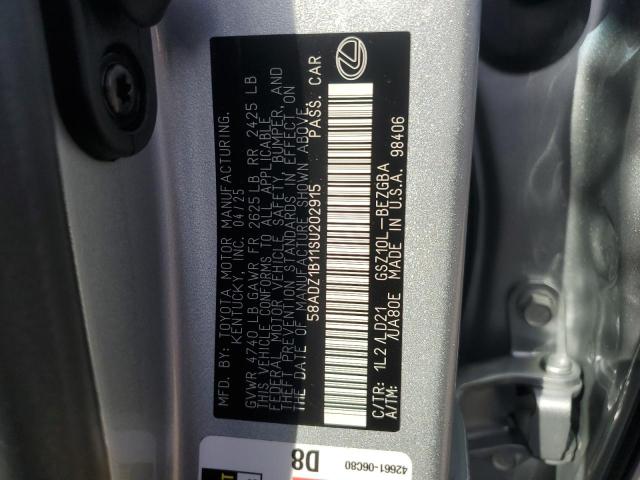 MFD. BY: TOYOTA MOTOR MANUFACTURING,
KENTUCKY, INC. 04/25
GVWR 4740 LB GAWR FR 2625 LB RR 2425 LB
THIS VEHICLE CONFORMS TO ALL APPLICABLE
FEDERAL MOTOR VEHICLE SAFETY, BUMPER, AND
THEFT PREVENTION STANDARDS IN EFFECT ON
THE DATE OF MANUFACTURE SHOWN ABOVE.
58ADZ1B11SU202915 PASS. CAR
C/TR: 1L2/LD21 GSZ10L-BEZGBA
A/TM: /UA80E MADE IN U.S.A. 98406
D8
42661-06C80